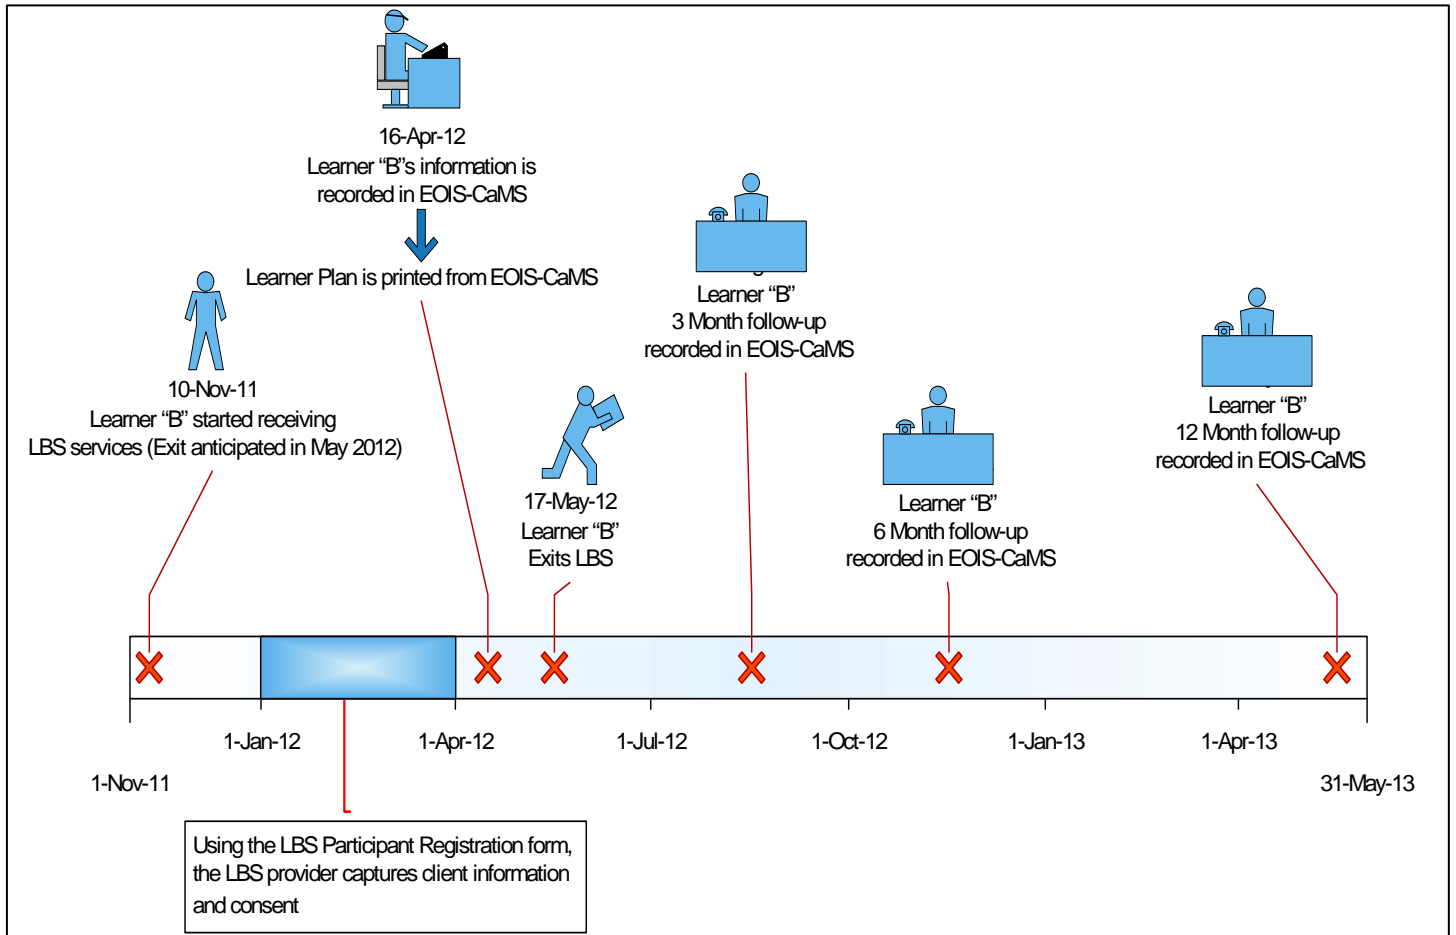 16-Apr-12
Learner “B”s information is
recorded in EOIS-CaMS
Learner Plan is printed from EOIS-CaMS
10-Nov-11
Learner “B” started receiving
LBS services (Exit anticipated in May 2012)
17-May-12
Learner “B”
Exits LBS
Learner “B”
3 Month follow-up
recorded in EOIS-CaMS
Learner “B”
6 Month follow-up
recorded in EOIS-CaMS
Learner “B”
12 Month follow-up
recorded in EOIS-CaMS
1-Jan-12
1-Apr-12
1-Jul-12
1-Oct-12
1-Jan-13
1-Apr-13
1-Nov-11
31-May-13
Using the LBS Participant Registration form,
the LBS provider captures client information
and consent